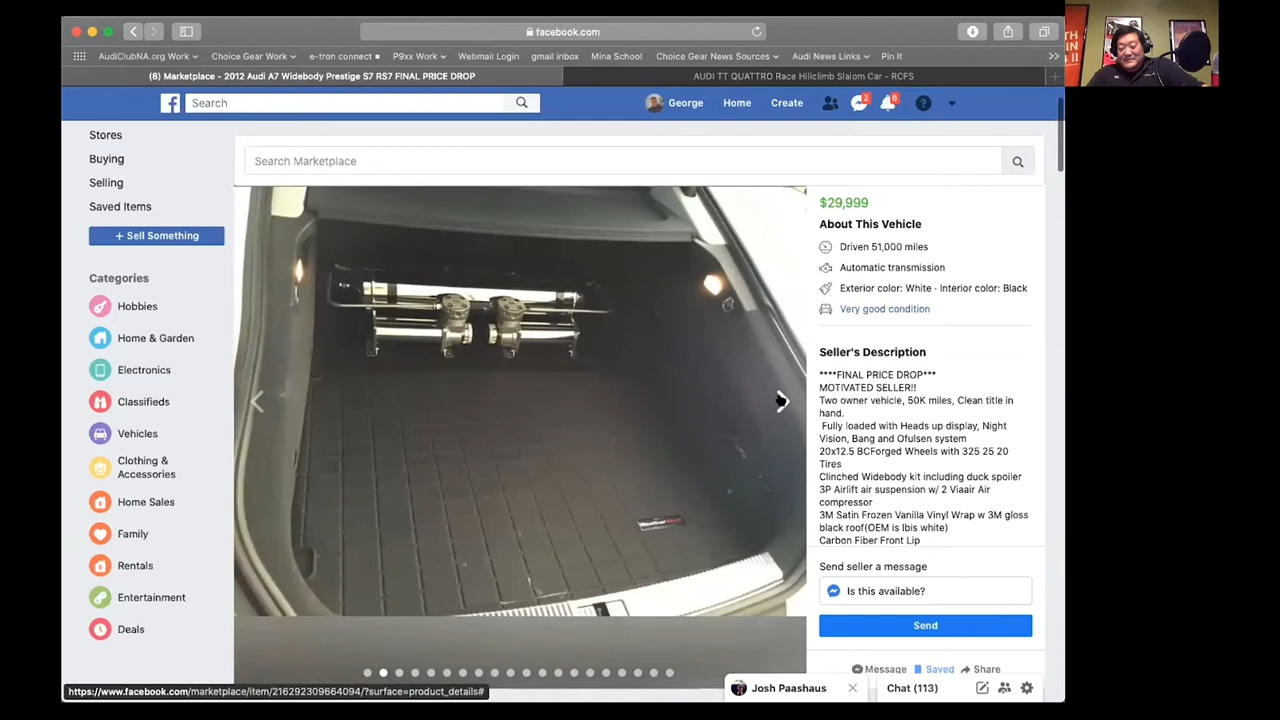 facebook.com
AudiClubNA.org Work
Choice Gear Work
e-tron connect
P9xx Work
Webmail Login
gmail inbox
Mina School
Choice Gear News Sources
Audi News Links
Pin It
(8) Marketplace - 2012 Audi A7 Widebody Prestige S7 RS7 FINAL PRICE DROP
AUDI TT QUATTRO Race Hillclimb Slalom Car - RCFS
Search
George
Home
Create
2
6
Stores
Buying
Selling
Saved Items
+ Sell Something
Categories
Hobbies
Home & Garden
Electronics
Classifieds
Vehicles
Clothing &
Accessories
Home Sales
Family
Rentals
Entertainment
Deals
Search Marketplace
$29,999
About This Vehicle
Driven 51,000 miles
Automatic transmission
Exterior color: White · Interior color: Black
Very good condition
Seller's Description
****FINAL PRICE DROP***
MOTIVATED SELLER!!
Two owner vehicle, 50K miles, Clean title in
hand.
Fully loaded with Heads up display, Night
Vision, Bang and Ofulsen system
20x12.5 BCForged Wheels with 325 25 20
Tires
Clinched Widebody kit including duck spoiler
3P Airlift air suspension w/ 2 Viaair Air
compressor
3M Satin Frozen Vanilla Vinyl Wrap w 3M gloss
black roof(OEM is Ibis white)
Carbon Fiber Front Lip
Send seller a message
Is this available?
Send
Message
Saved
Share
https://www.facebook.com/marketplace/item/216292309664094/?surface=product_details#
Josh Paashaus
Chat (113)